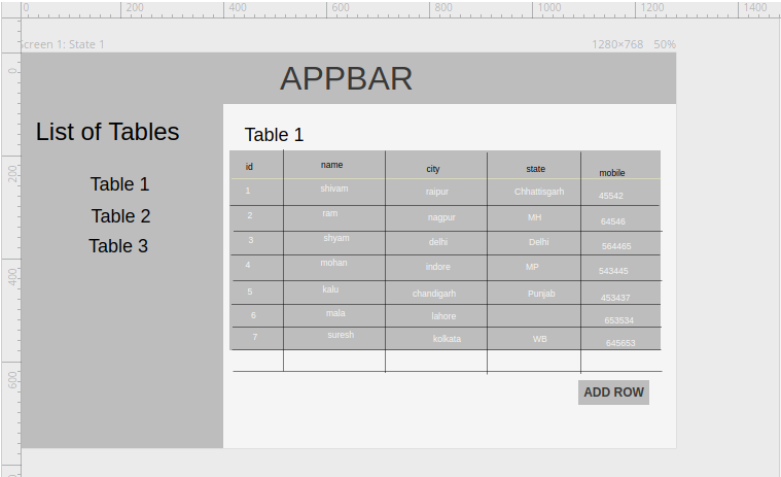 0 200 400 600 800 1000 1200 1400
Screen 1: State 1 1280×768 50%
0
200
400
600
APPBAR
List of Tables
Table 1
Table 2
Table 3
Table 1
id name city state mobile
1 shivam raipur Chhattisgarh 45542
2 ram nagpur MH 64546
3 shyam delhi Delhi 564465
4 mohan indore MP 543445
5 kalu chandigarh Punjab 453437
6 mala lahore 653534
7 suresh kolkata WB 645653
ADD ROW